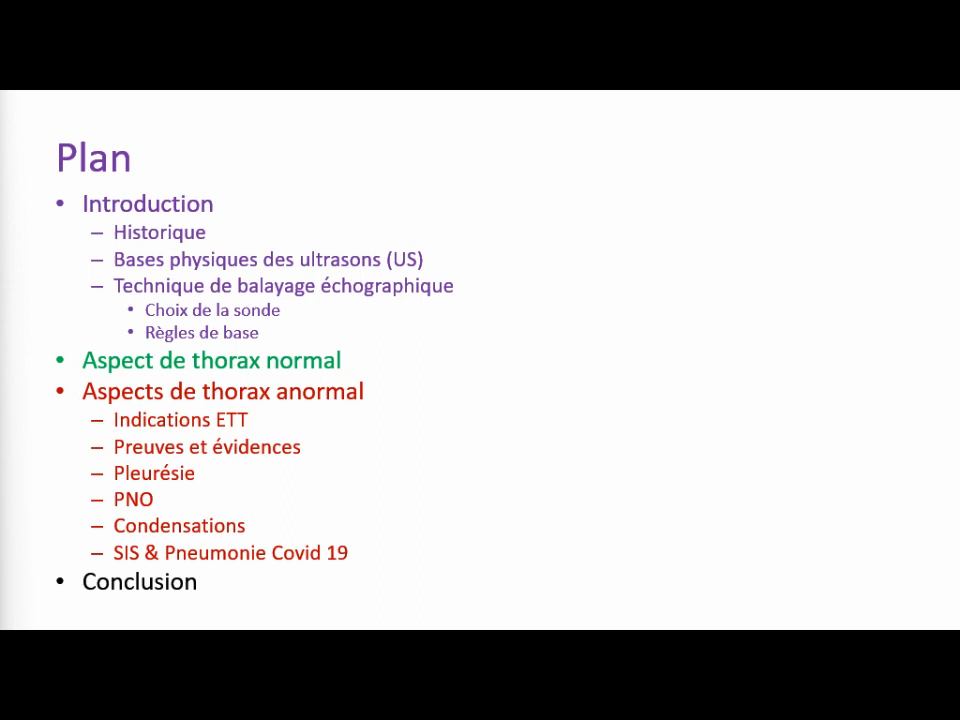 Plan
• Introduction
– Historique
– Bases physiques des ultrasons (US)
– Technique de balayage échographique
• Choix de la sonde
• Règles de base
• Aspect de thorax normal
• Aspects de thorax anormal
– Indications ETT
– Preuves et évidences
– Pleurésie
– PNO
– Condensations
– SIS & Pneumonie Covid 19
• Conclusion